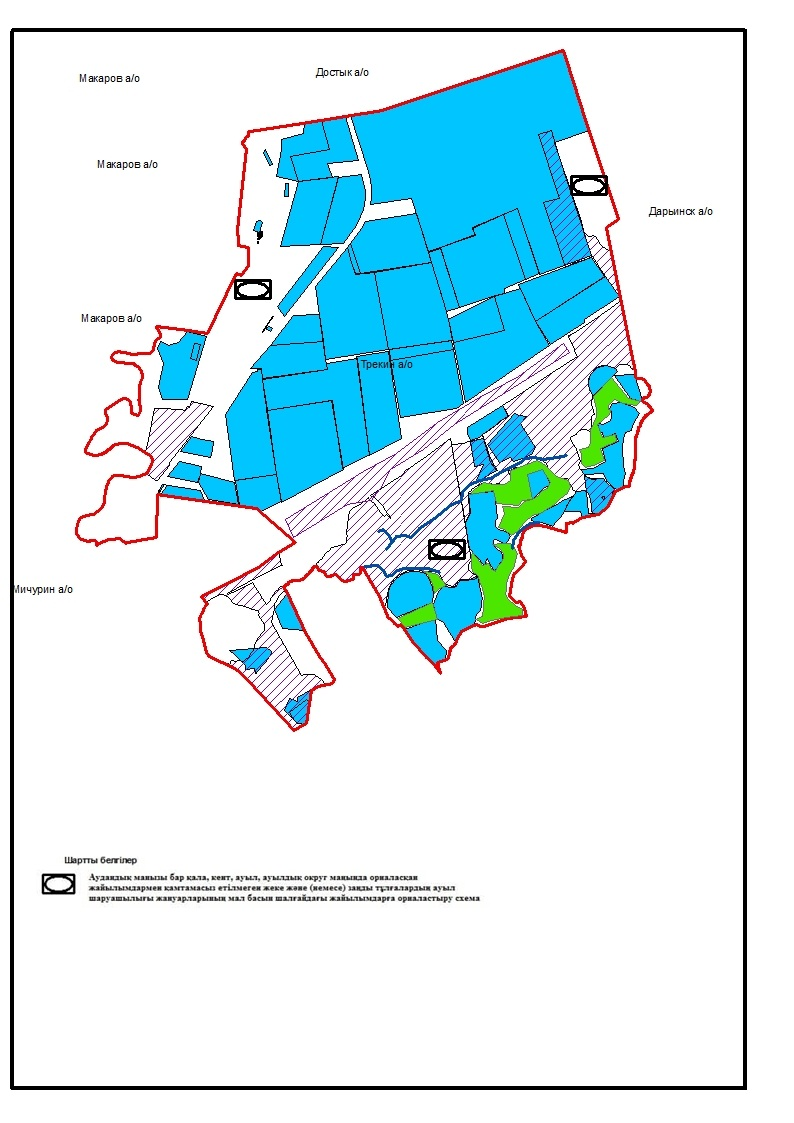 Достык а/о
Макаров а/о
Макаров а/о
Дарьинск а/о
Макаров а/о
Трекин а/о
Мичурин а/о
Шартты белгілер
Аудандық маңызы бар қала, кент, ауыл, ауылдық округ маңында орналасқан
жайылымдармен қамтамасыз етілмеген жеке және (немесе) заңды тұлғалардың ауыл
шаруашылығы жануарларының мал басын шалғайдағы жайылымдарға орналастыру схема